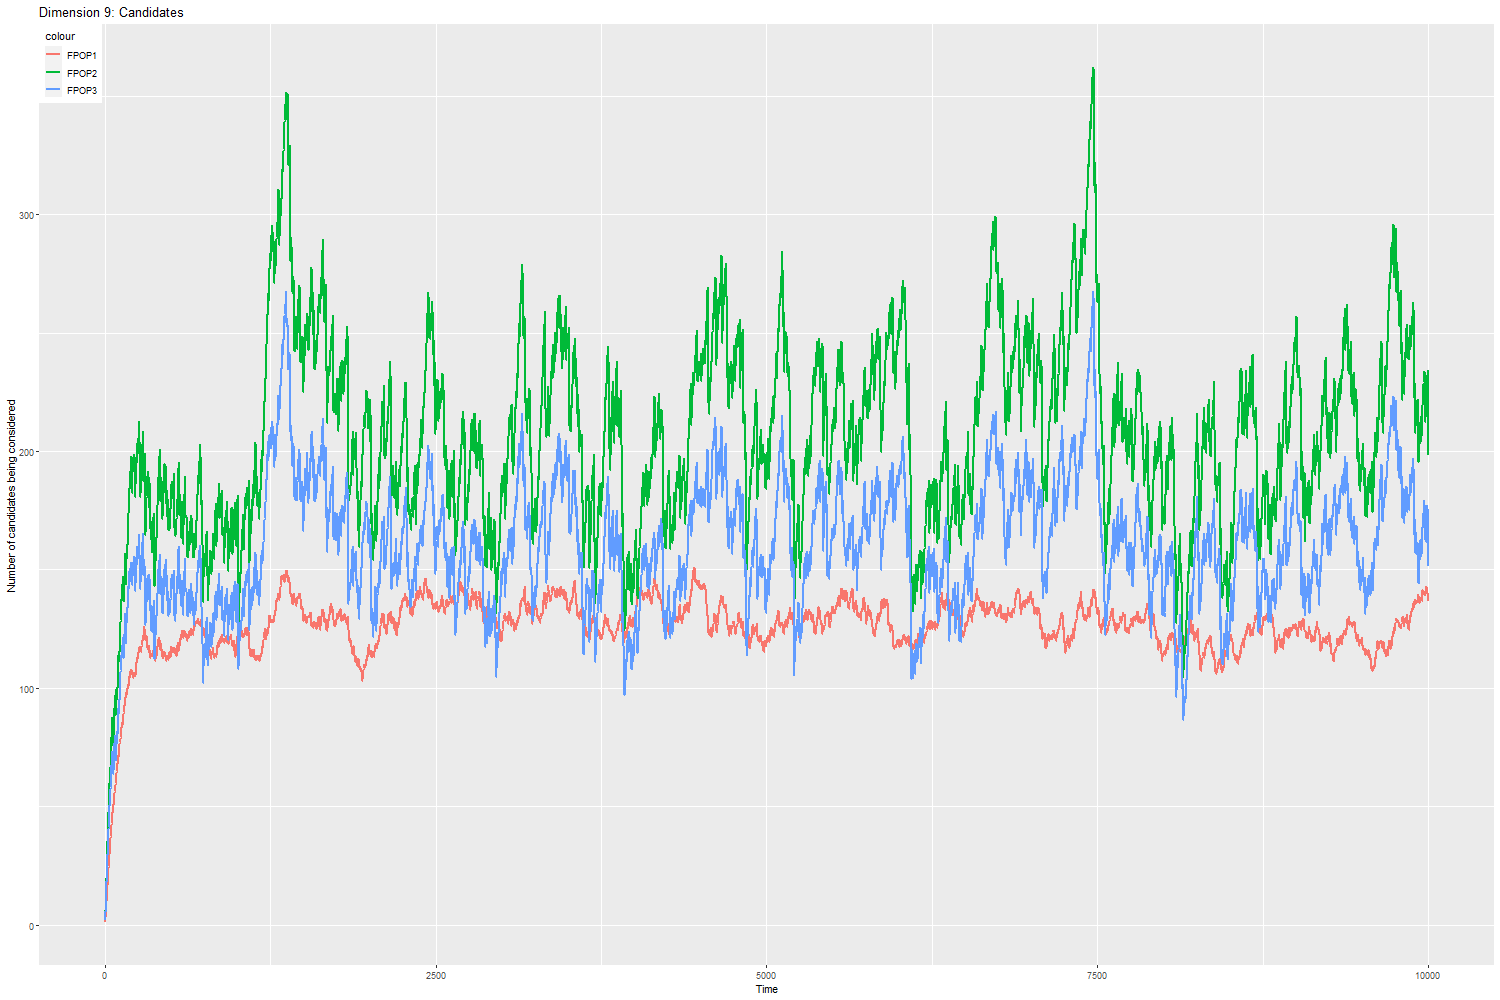 Dimension 9: Candidates
colour
FPOP1
FPOP2
FPOP3
Number of candidates being considered
300
200
100
0
0 2500 5000 7500 10000
Time